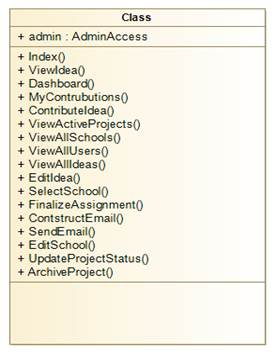 Class
+ admin : AdminAccess
+ Index()
+ ViewIdea()
+ Dashboard()
+ MyContrubutions()
+ ContributeIdea()
+ ViewActiveProjects()
+ ViewAllSchools()
+ ViewAllUsers()
+ ViewAllIdeas()
+ EditIdea()
+ SelectSchool()
+ FinalizeAssignment()
+ ContstructEmail()
+ SendEmail()
+ EditSchool()
+ UpdateProjectStatus()
+ ArchiveProject()